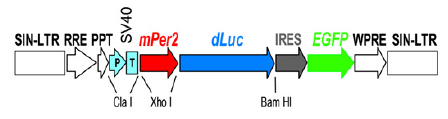 SIN-LTR RRE PPT SV40 mPer2 dLuc IRES EGFP WPRE SIN-LTR
P T
Cla I Xho I Bam HI